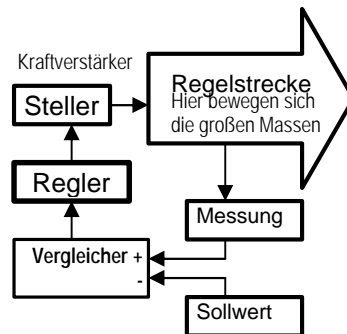 Kraftverstärker
Steller
Regelstrecke
Hier bewegen sich
die großen Massen
Regler
Messung
Vergleicher +
-
Sollwert